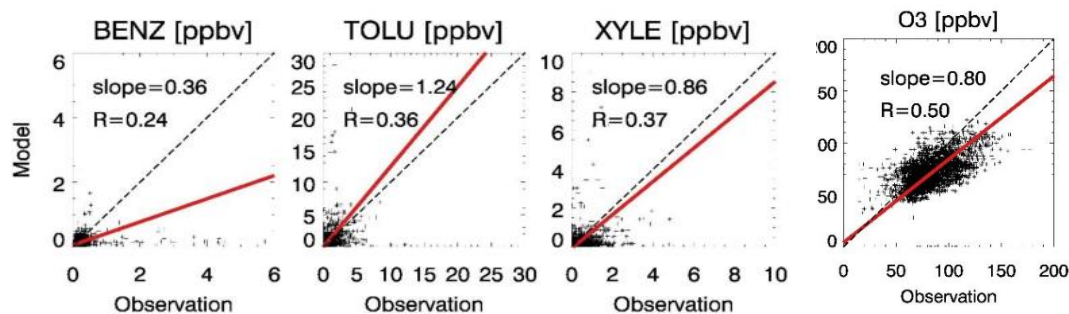 BENZ [ppbv]
6
4
2
0
slope=0.36
R=0.24
Model
0 2 4 6
Observation
TOLU [ppbv]
30
25
20
15
10
5
0
slope=1.24
R=0.36
0 5 10 15 20 25 30
Observation
XYLE [ppbv]
10
8
6
4
2
0
slope=0.86
R=0.37
0 2 4 6 8 10
Observation
O3 [ppbv]
00
50
00
50
0
slope=0.80
R=0.50
0 50 100 150 200
Observation